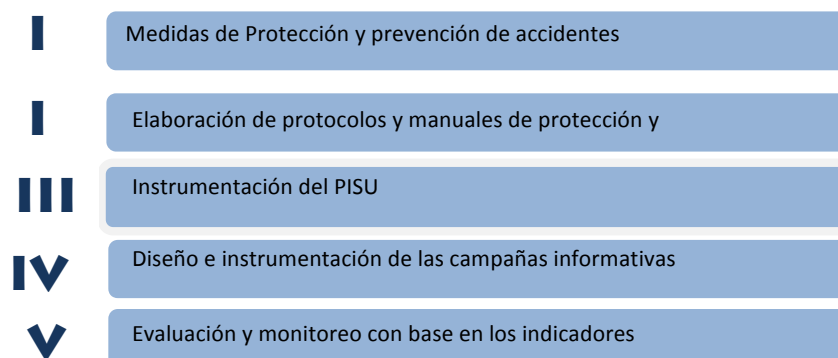 I Medidas de Protección y prevención de accidentes
I Elaboración de protocolos y manuales de protección y
III Instrumentación del PISU
IV Diseño e instrumentación de las campañas informativas
V Evaluación y monitoreo con base en los indicadores